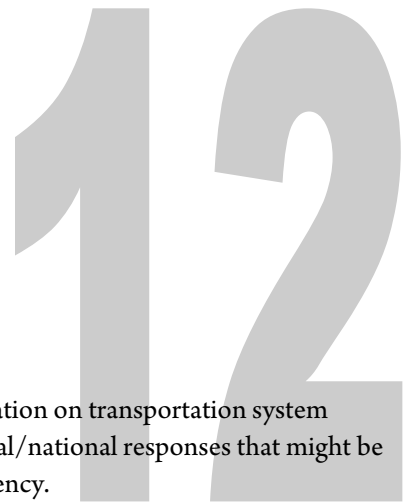 12
ation on transportation system
al/national responses that might be
ency.